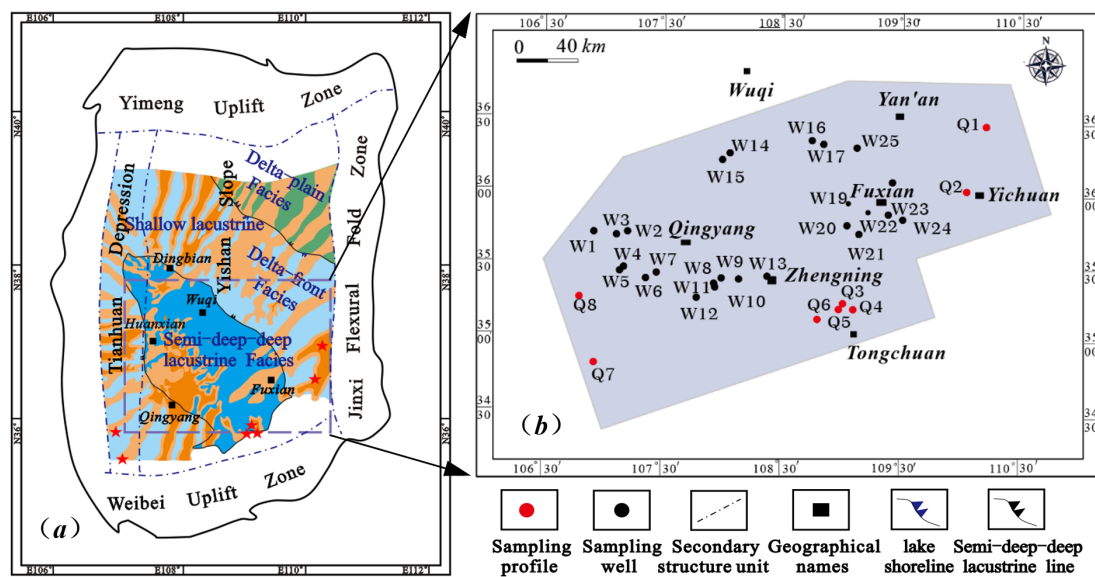 E106° E108° E110° E112°
(a)
Yimeng Uplift Zone
N40°
N40°
Delta-plain
Facies
Zone
Depression
Slope
Shallow lacustrine
Fold
Dingbian
Yishan
Delta-front
Facies
N38°
N38°
Wuqi
Huanxian
Flexural
Semi-deep-deep
lacustrine Facies
Tianhuan
Fuxian
Jinxi
Qingyang
N36°
N36°
Weibei Uplift Zone
E106° E108° E110° E112°
106°30′ 107°30′ 108°30′ 109°30′ 110°30′
0 40 km
N
Wuqi
Yan'an
36
30
36
30
Q1
W16
W14
W17
W25
W15
36
00
36
00
Fuxian
Q2
Yichuan
W19
W3
W23
W2
Qingyang
W20
W22
W24
W1
W21
W4
W9
W13
35
30
35
30
W7
W8
Zhengning
W5
W6
W11
W10
Q8
W12
Q3
Q6
Q4
Q5
35
00
35
00
Tongchuan
Q7
34
30
34
30
(b)
106°30′ 107°30′ 108°30′ 109°30′ 110°30′
Sampling
profile
Sampling
well
Secondary
structure unit
Geographical
names
lake
shoreline
Semi-deep-deep
lacustrine line